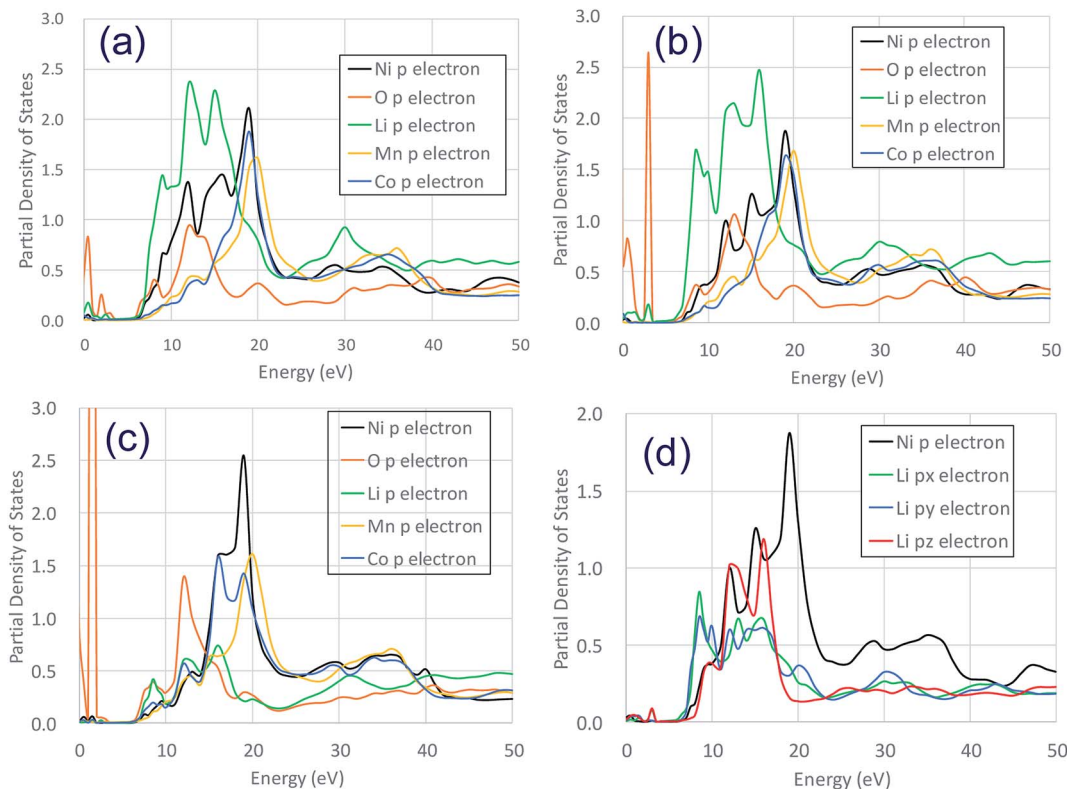 (a)
Partial Density of States
3.0
2.5
2.0
1.5
1.0
0.5
0.0
Ni p electron
O p electron
Li p electron
Mn p electron
Co p electron
0 10 20 30 40 50
Energy (eV)
(b)
Partial Density of States
3.0
2.5
2.0
1.5
1.0
0.5
0.0
Ni p electron
O p electron
Li p electron
Mn p electron
Co p electron
0 10 20 30 40 50
Energy (eV)
(c)
Partial Density of States
3.0
2.5
2.0
1.5
1.0
0.5
0.0
Ni p electron
O p electron
Li p electron
Mn p electron
Co p electron
0 10 20 30 40 50
Energy (eV)
(d)
Partial Density of States
2.0
1.5
1.0
0.5
0.0
Ni p electron
Li px electron
Li py electron
Li pz electron
0 10 20 30 40 50
Energy (eV)